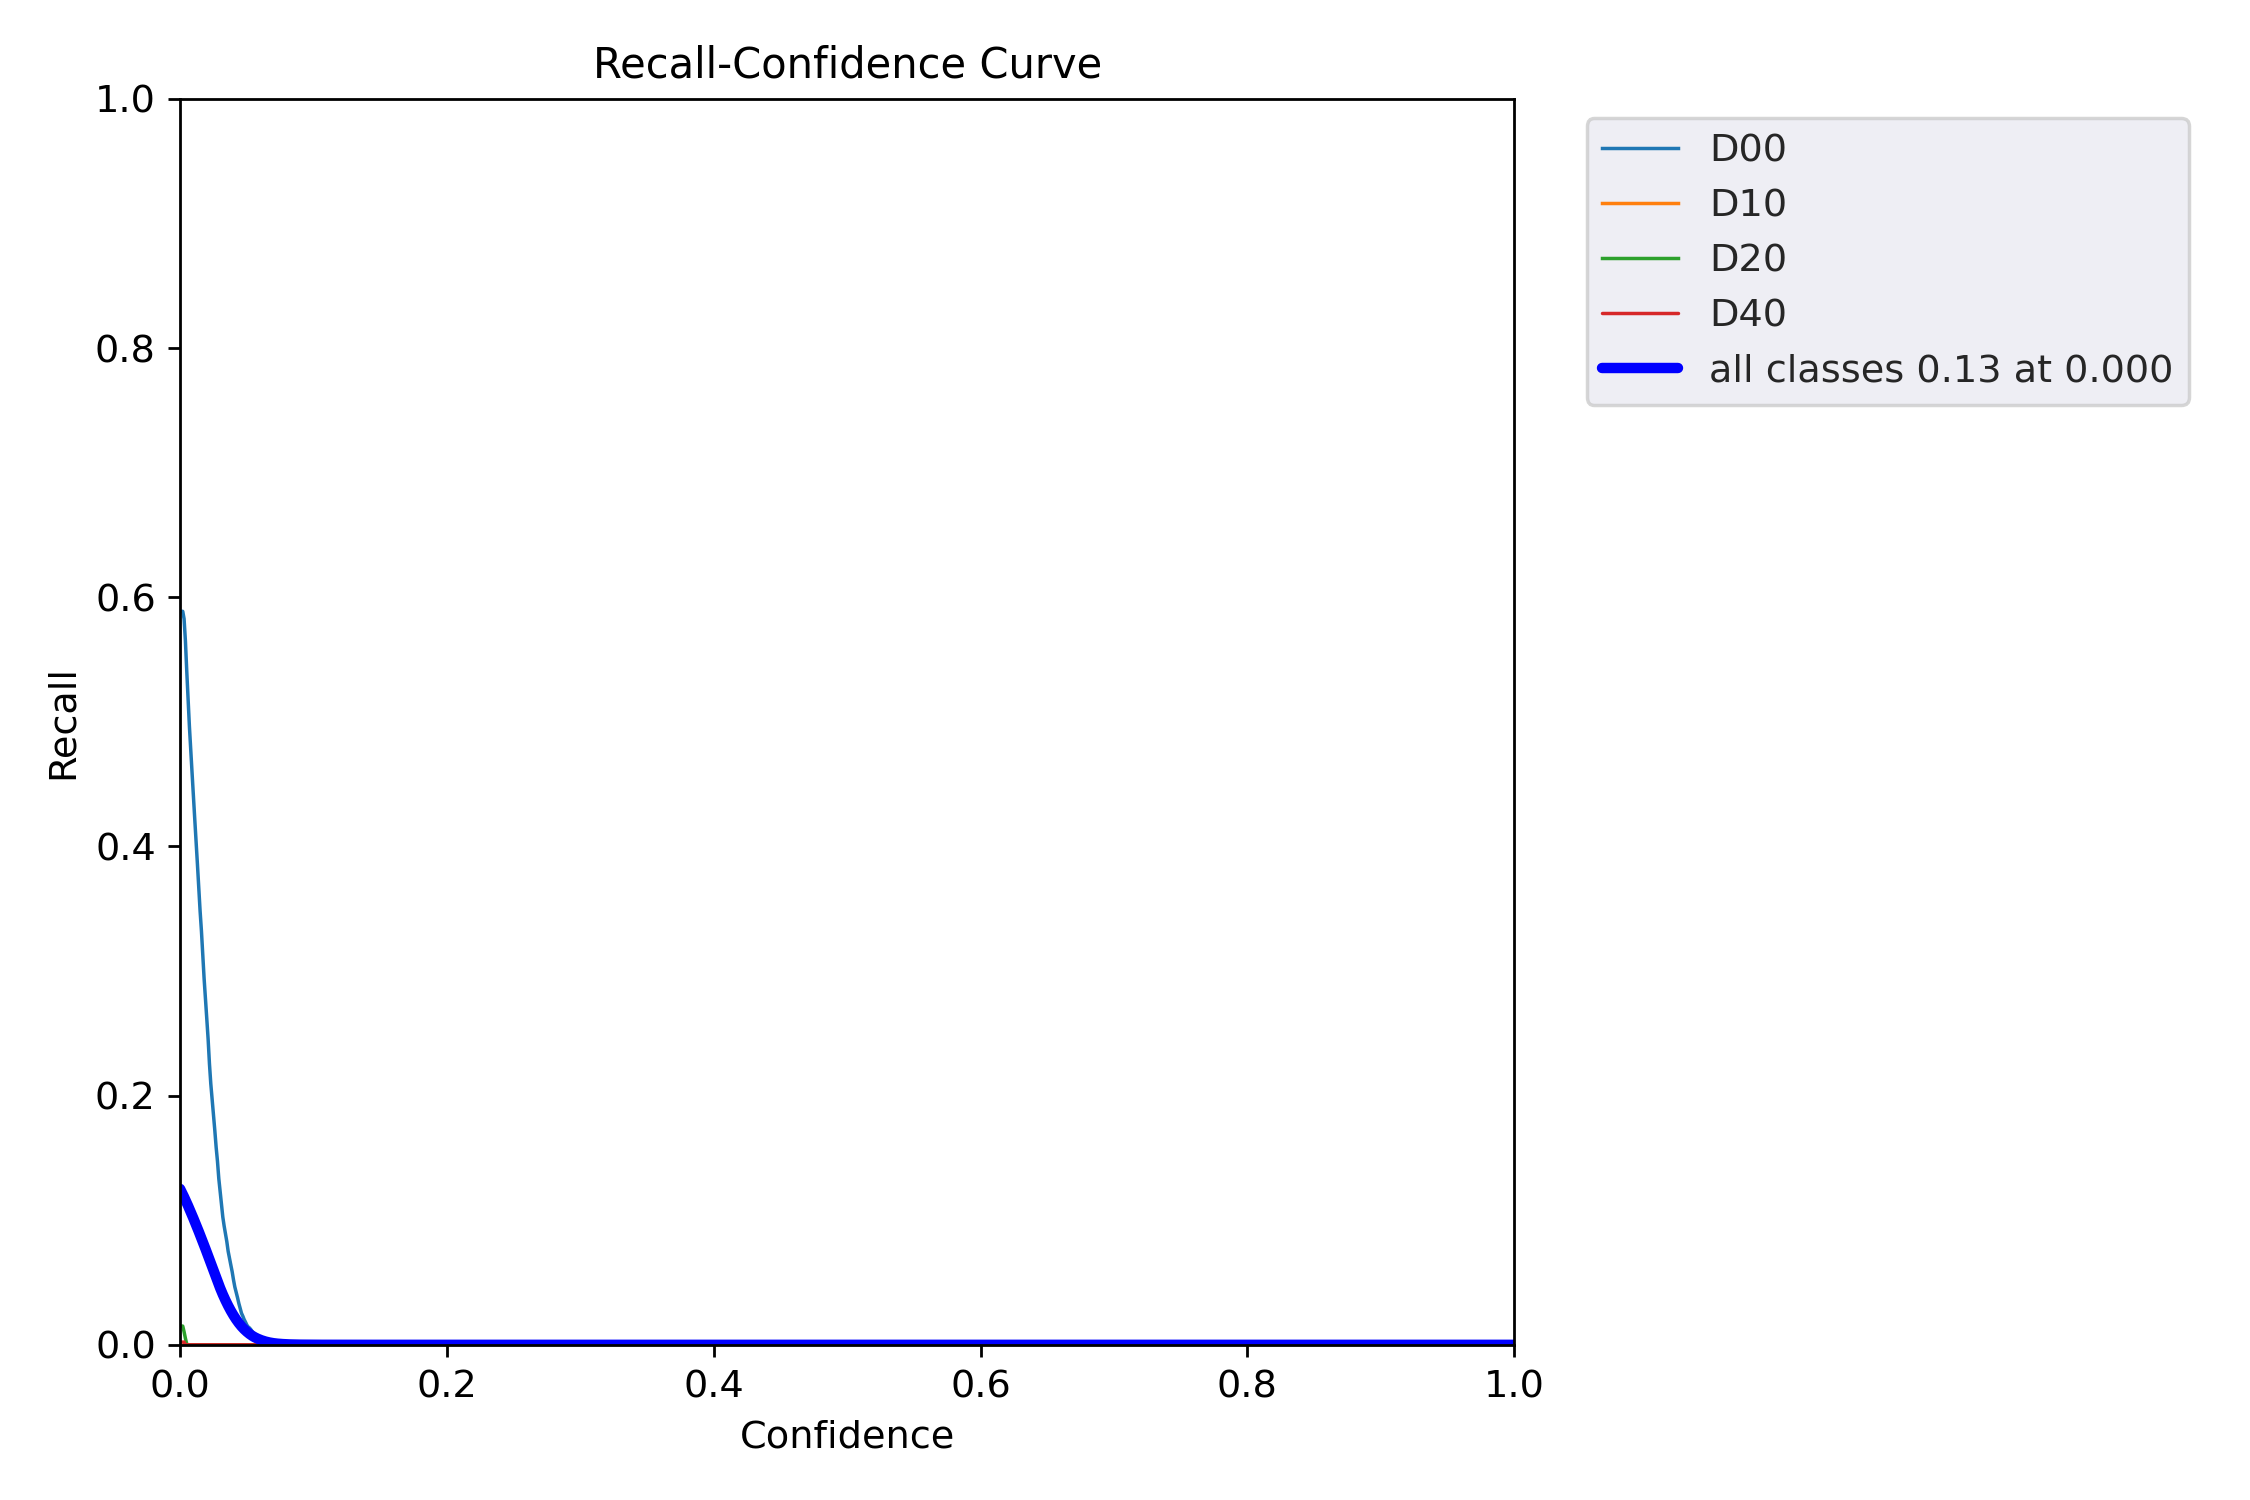 Recall-Confidence Curve
1.0
0.8
0.6
0.4
0.2
0.0
Recall
0.0 0.2 0.4 0.6 0.8 1.0
Confidence
D00
D10
D20
D40
all classes 0.13 at 0.000